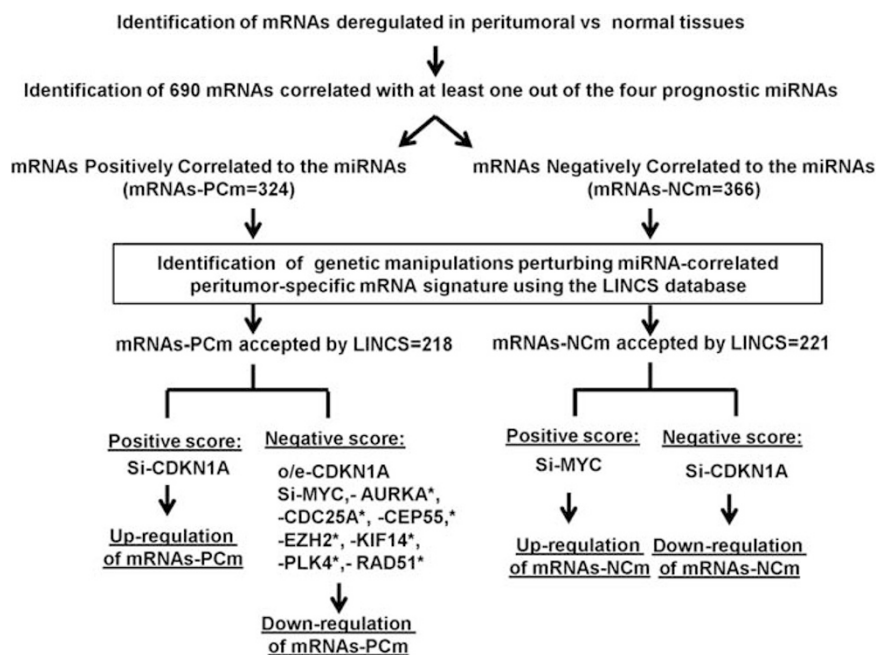 Identification of mRNAs deregulated in peritumoral vs normal tissues
Identification of 690 mRNAs correlated with at least one out of the four prognostic miRNAs
mRNAs Positively Correlated to the miRNAs
(mRNAs-PCm=324)
mRNAs Negatively Correlated to the miRNAs
(mRNAs-NCm=366)
Identification of genetic manipulations perturbing miRNA-correlated
peritumor-specific mRNA signature using the LINCS database
mRNAs-PCm accepted by LINCS=218
mRNAs-NCm accepted by LINCS=221
Positive score:
Si-CDKN1A
Up-regulation
of mRNAs-PCm
Negative score:
o/e-CDKN1A
Si-MYC,- AURKA*,
-CDC25A*, -CEP55,*
-EZH2*, -KIF14*,
-PLK4*,- RAD51*
Down-regulation
of mRNAs-PCm
Positive score:
Si-MYC
Up-regulation
of mRNAs-NCm
Negative score:
Si-CDKN1A
Down-regulation
of mRNAs-NCm